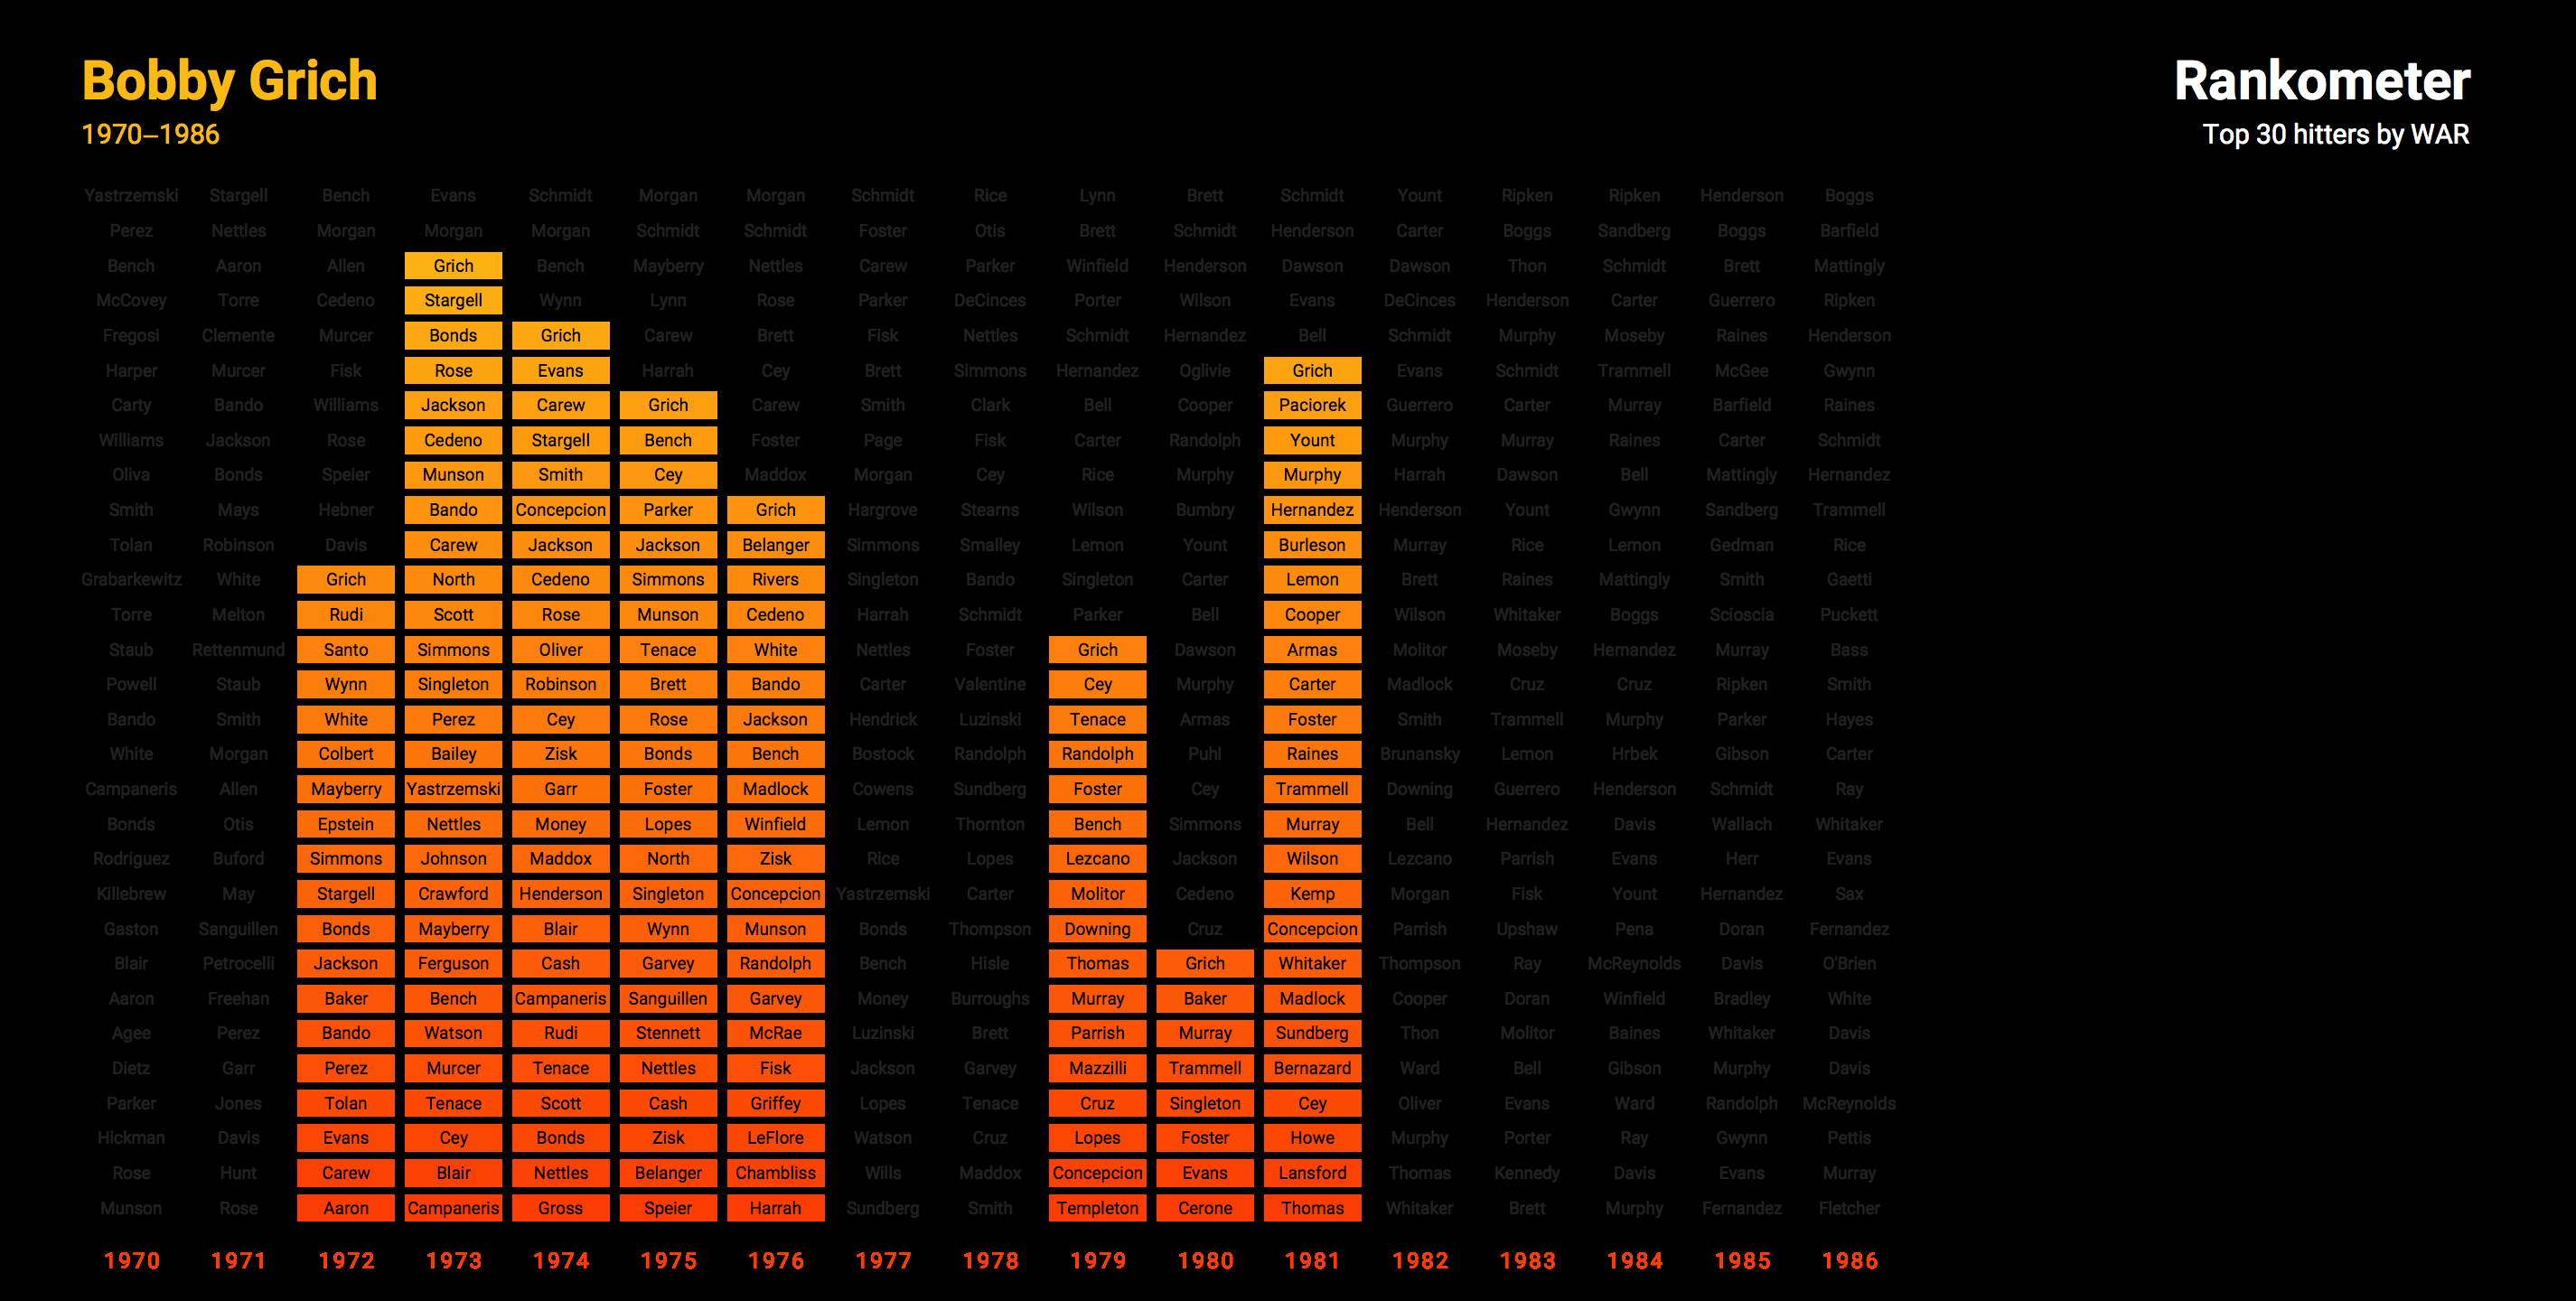 Bobby Grich
1970–1986
Rankometer
Top 30 hitters by WAR
Yastrzemski Stargell Bench Evans Schmidt Morgan Morgan Schmidt Rice Lynn Brett Schmidt Yount Ripken Ripken Henderson Boggs
Perez Nettles Morgan Morgan Morgan Schmidt Schmidt Foster Otis Brett Schmidt Henderson Carter Boggs Sandberg Boggs Barfield
Bench Aaron Allen Grich Bench Mayberry Nettles Carew Parker Winfield Henderson Dawson Dawson Thon Schmidt Brett Mattingly
McCovey Torre Cedeno Stargell Wynn Lynn Rose Parker DeCinces Porter Wilson Evans DeCinces Henderson Carter Guerrero Ripken
Fregosi Clemente Murcer Bonds Grich Carew Brett Fisk Nettles Schmidt Hernandez Bell Schmidt Murphy Moseby Raines Henderson
Harper Murcer Fisk Rose Evans Harrah Cey Brett Simmons Hernandez Oglivie Grich Evans Schmidt Trammell McGee Gwynn
Carty Bando Williams Jackson Carew Grich Carew Smith Clark Bell Cooper Paciorek Guerrero Carter Murray Barfield Raines
Williams Jackson Rose Cedeno Stargell Bench Foster Page Fisk Carter Randolph Yount Murphy Murray Raines Carter Schmidt
Oliva Bonds Speier Munson Smith Cey Maddox Morgan Cey Rice Murphy Murphy Harrah Dawson Bell Mattingly Hernandez
Smith Mays Hebner Bando Concepcion Parker Grich Hargrove Stearns Wilson Bumbry Hernandez Henderson Yount Gwynn Sandberg Trammell
Tolan Robinson Davis Carew Jackson Jackson Belanger Simmons Smalley Lemon Yount Burleson Murray Rice Lemon Gedman Rice
Grabarkewitz White Grich North Cedeno Simmons Rivers Singleton Bando Singleton Carter Lemon Brett Raines Mattingly Smith Gaetti
Torre Melton Rudi Scott Rose Munson Cedeno Harrah Schmidt Parker Bell Cooper Wilson Whitaker Boggs Scioscia Puckett
Staub Rettenmund Santo Simmons Oliver Tenace White Nettles Foster Grich Dawson Armas Molitor Moseby Hernandez Murray Bass
Powell Staub Wynn Singleton Robinson Brett Bando Carter Valentine Cey Murphy Carter Madlock Cruz Cruz Ripken Smith
Bando Smith White Perez Cey Rose Jackson Hendrick Luzinski Tenace Armas Foster Smith Trammell Murphy Parker Hayes
White Morgan Colbert Bailey Zisk Bonds Bench Bostock Randolph Randolph Puhl Raines Brunansky Lemon Hrbek Gibson Carter
Campaneris Allen Mayberry Yastrzemski Garr Foster Madlock Cowens Sundberg Foster Cey Trammell Downing Guerrero Henderson Schmidt Ray
Bonds Otis Epstein Nettles Money Lopes Winfield Lemon Thornton Bench Simmons Murray Bell Hernandez Davis Wallach Whitaker
Rodriguez Buford Simmons Johnson Maddox North Zisk Rice Lopes Lezcano Jackson Wilson Lezcano Parrish Evans Herr Evans
Killebrew May Stargell Crawford Henderson Singleton Concepcion Yastrzemski Carter Molitor Cedeno Kemp Morgan Fisk Yount Hernandez Sax
Gaston Sanguillen Bonds Mayberry Blair Wynn Munson Bonds Thompson Downing Cruz Concepcion Parrish Upshaw Pena Doran Fernandez
Blair Petrocelli Jackson Ferguson Cash Garvey Randolph Bench Hisle Thomas Grich Whitaker Thompson Ray McReynolds Davis O'Brien
Aaron Freehan Baker Bench Campaneris Sanguillen Garvey Money Burroughs Murray Baker Madlock Cooper Doran Winfield Bradley White
Agee Perez Bando Watson Rudi Stennett McRae Luzinski Brett Parrish Murray Sundberg Thon Molitor Baines Whitaker Davis
Dietz Garr Perez Murcer Tenace Nettles Fisk Jackson Garvey Mazzilli Trammell Bernazard Ward Bell Gibson Murphy Davis
Parker Jones Tolan Tenace Scott Cash Griffey Lopes Tenace Cruz Singleton Cey Oliver Evans Ward Randolph McReynolds
Hickman Davis Evans Cey Bonds Zisk LeFlore Watson Cruz Lopes Foster Howe Murphy Porter Ray Gwynn Pettis
Rose Hunt Carew Blair Nettles Belanger Chambliss Wills Maddox Concepcion Evans Lansford Thomas Kennedy Davis Evans Murray
Munson Rose Aaron Campaneris Gross Speier Harrah Sundberg Smith Templeton Cerone Thomas Whitaker Brett Murphy Fernandez Fletcher
1970 1971 1972 1973 1974 1975 1976 1977 1978 1979 1980 1981 1982 1983 1984 1985 1986